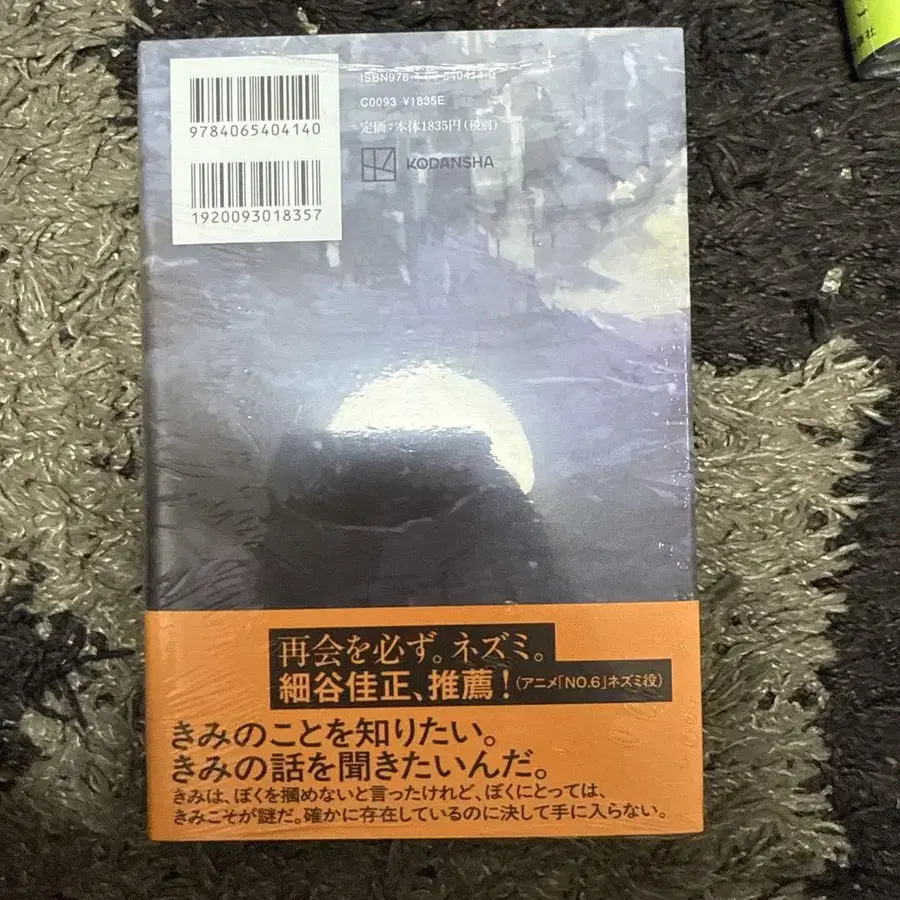 9784065404140
1920093018357
ISBN978
C0093 ¥1835E
定価:本体1835円(税別)
KODANSHA
再会を必ず。ネズミ。
細谷佳正、推薦!(アニメ「NO.6」ネズミ役)
きみのことを知りたい。
きみの話を聞きたいんだ。
きみは、ぼくを摑めないと言ったけれど、ぼくにとっては、
きみこそが謎だ。確かに存在しているのに決して手に入らない。